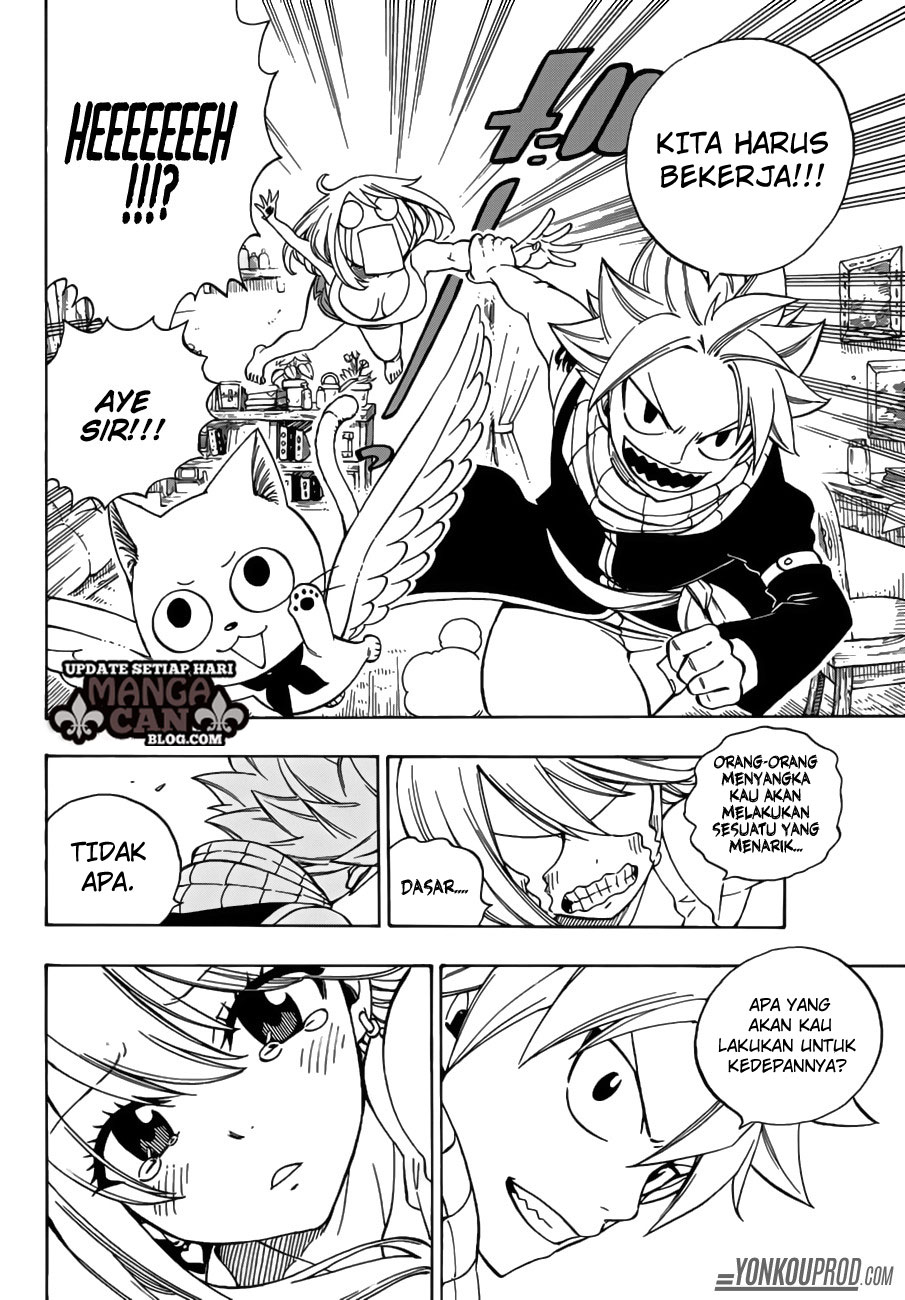 HEEEEEEEH
!!!?
KITA HARUS
BEKERJA!!!
AYE
SIR!!!
UPDATE SETIAP HARI
MANGA
CAN
BLOG.COM
TIDAK
APA.
ORANG-ORANG
MENYANGKA
KAU AKAN
MELAKUKAN
SESUATU YANG
MENARIK...
DASAR....
APA YANG
AKAN KAU
LAKUKAN UNTUK
KEDEPANNYA?
=YONKOUPROD.COM